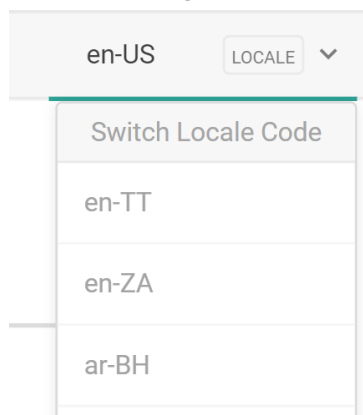 en-US LOCALE
Switch Locale Code
en-TT
en-ZA
ar-BH